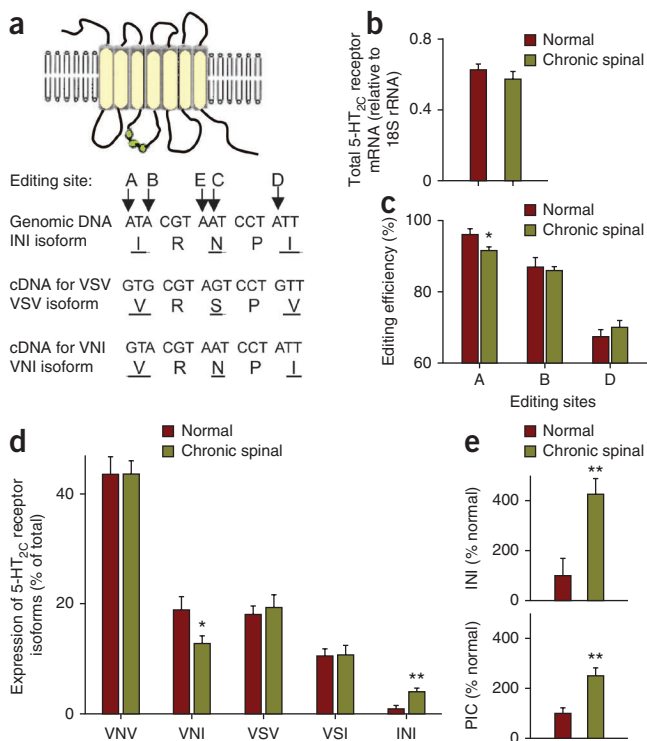 a
Editing site: A B E C D
Genomic DNA ATA CGT AAT CCT ATT
INI isoform I R N P I
cDNA for VSV GTG CGT AGT CCT GTT
VSV isoform V R S P V
cDNA for VNI GTA CGT AAT CCT ATT
VNI isoform V R N P I
b
Normal
Chronic spinal
Total 5-HT2C receptor
mRNA (relative to
18S rRNA)
1.2
0.6
0
c
Normal
Chronic spinal
Editing efficiency (%)
100
80
60
*
A B D
Editing sites
d
Normal
Chronic spinal
Expression of 5-HT2C receptor
isoforms (% of total)
40
20
0
*
**
VNV VNI VSV VSI INI
e
Normal
Chronic spinal
INI (% normal)
400
200
0
**
PIC (% normal)
400
200
0
**